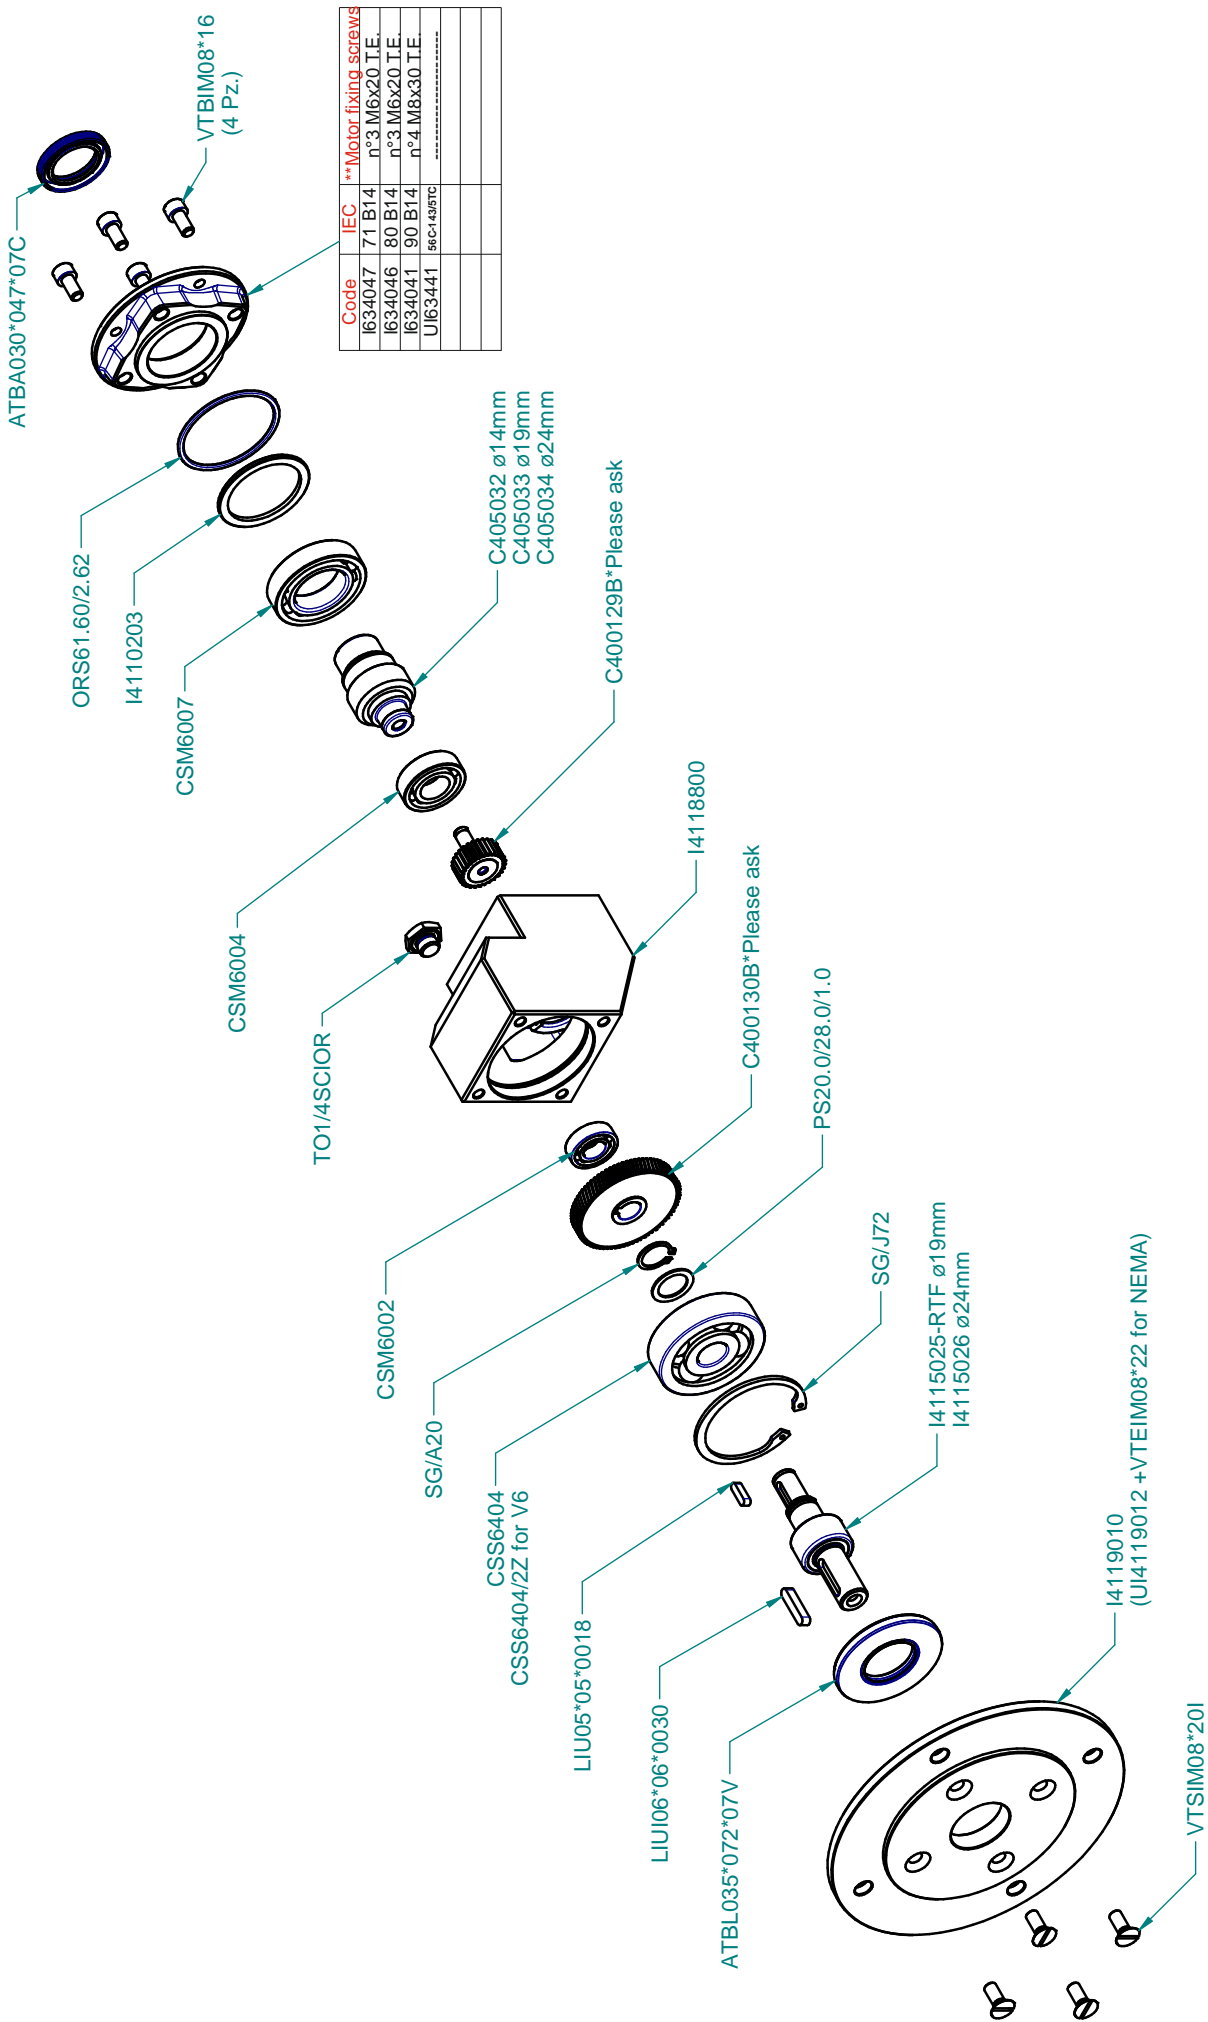 ATBA030*047*07C
VTBIM08*16
(4 Pz.)
Code IEC **Motor fixing screws
I634047 71 B14 n°3 M6x20 T.E.
I634046 80 B14 n°3 M6x20 T.E.
I634041 90 B14 n°4 M8x30 T.E.
UI63441 56C-143/5TC --------------------
ORS61.60/2.62
I4110203
CSM6007
C405032 ø14mm
C405033 ø19mm
C405034 ø24mm
C400129B*Please ask
CSM6004
TO1/4SCIOR
I4118800
C400130B*Please ask
PS20.0/28.0/1.0
CSM6002
SG/A20
CSS6404
CSS6404/2Z for V6
SG/J72
LIU05*05*0018
LIUI06*06*0030
I4115025-RTF ø19mm
I4115026 ø24mm
ATBL035*072*07V
I4119010
(UI4119012 +VTEIM08*22 for NEMA)
VTSIM08*20I